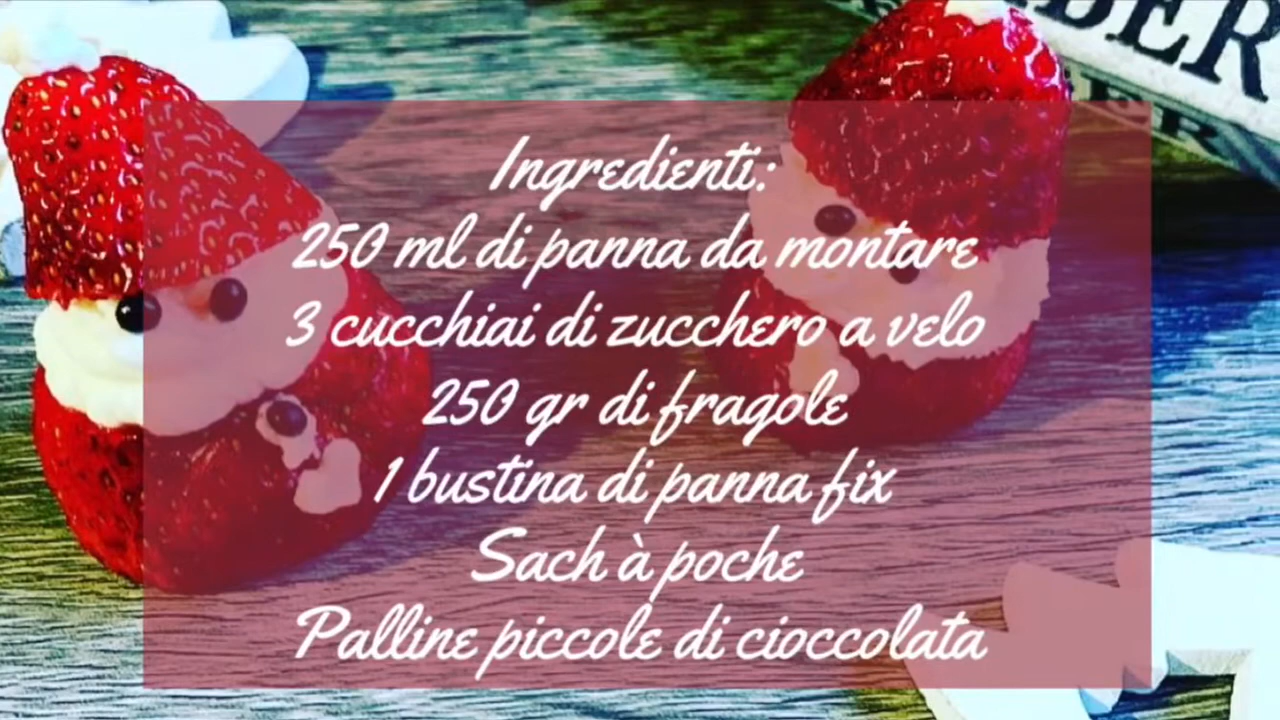 BER
Ingredienti:
250 ml di panna da montare
3 cucchiai di zucchero a velo
250 gr di fragole
1 bustina di panna fix
Sach à poche
Palline piccole di cioccolata